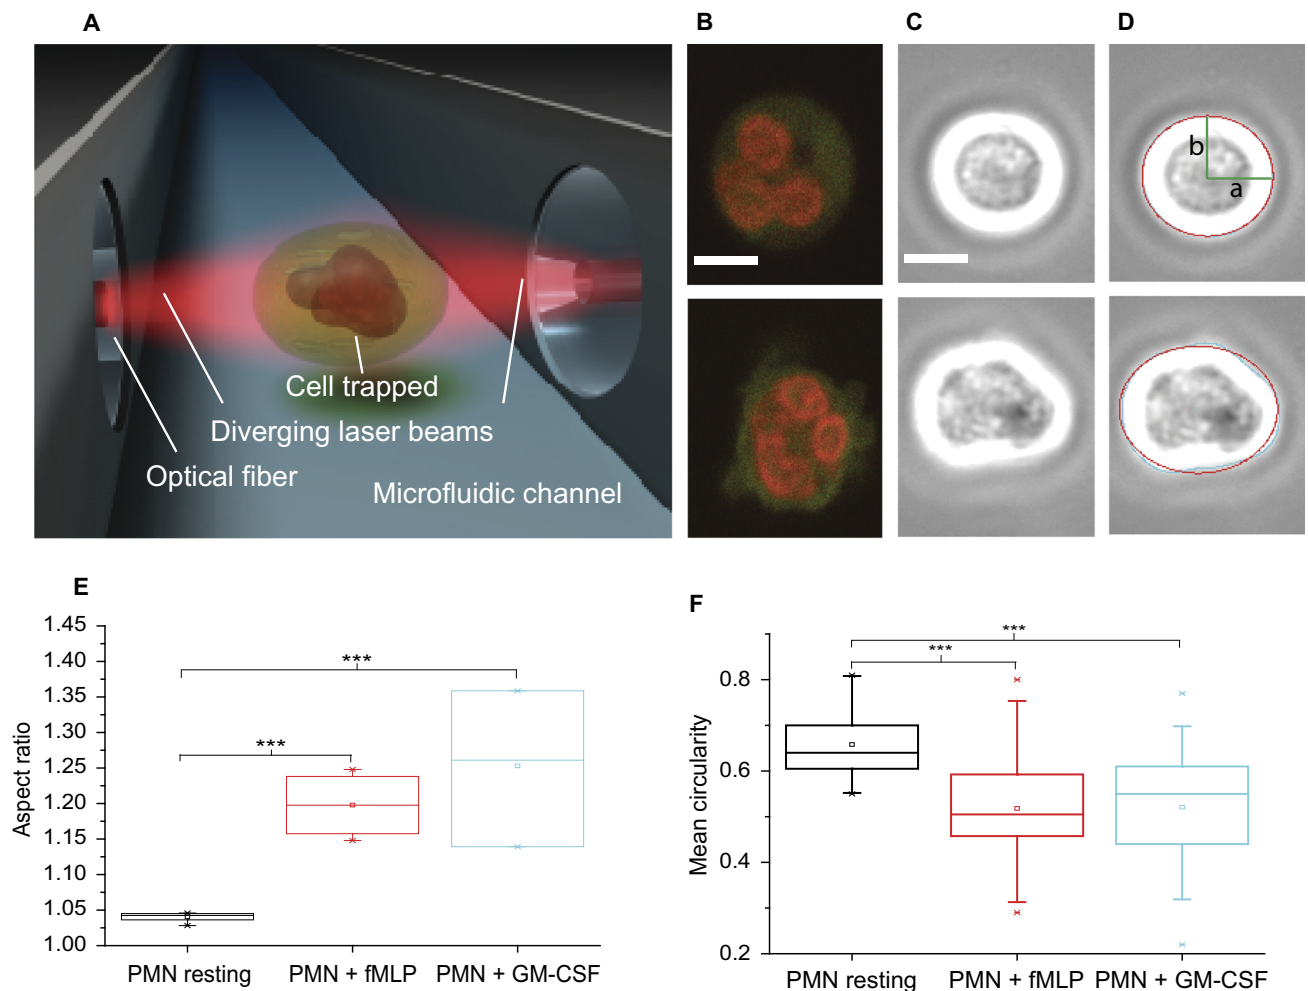 A
B
C
D
Cell trapped
Diverging laser beams
Optical fiber
Microfluidic channel
b
a
E
Aspect ratio
1.45
1.40
1.35
1.30
1.25
1.20
1.15
1.10
1.05
1.00
***
***
PMN resting
PMN + fMLP
PMN + GM-CSF
F
Mean circularity
0.8
0.6
0.4
0.2
***
***
PMN resting
PMN + fMLP
PMN + GM-CSF